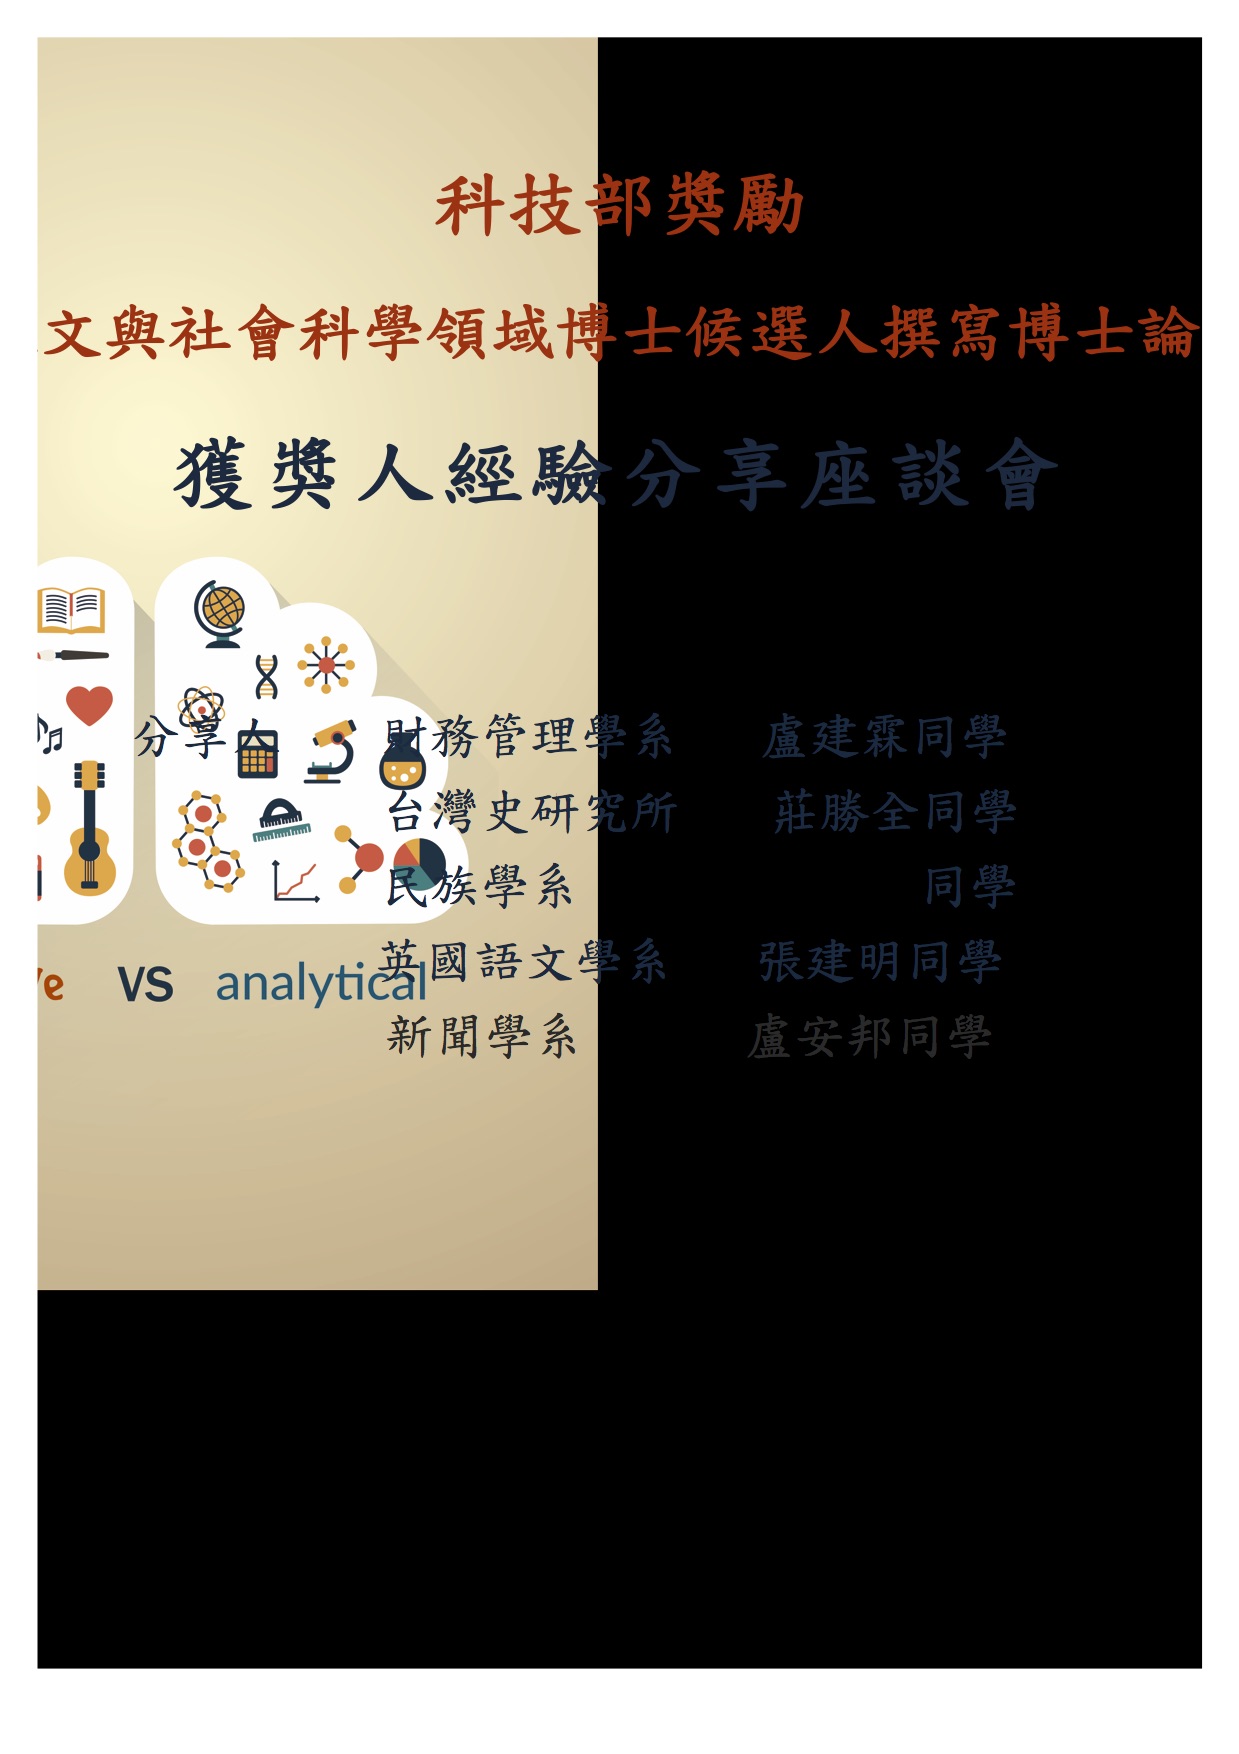 科技部獎勵
文與社會科學領域博士候選人撰寫博士論
獲獎人經驗分享座談會
分享人 財務管理學系 盧建霖同學
台灣史研究所 莊勝全同學
民族學系 同學
英國語文學系 張建明同學
VS analytical
新聞學系 盧安邦同學